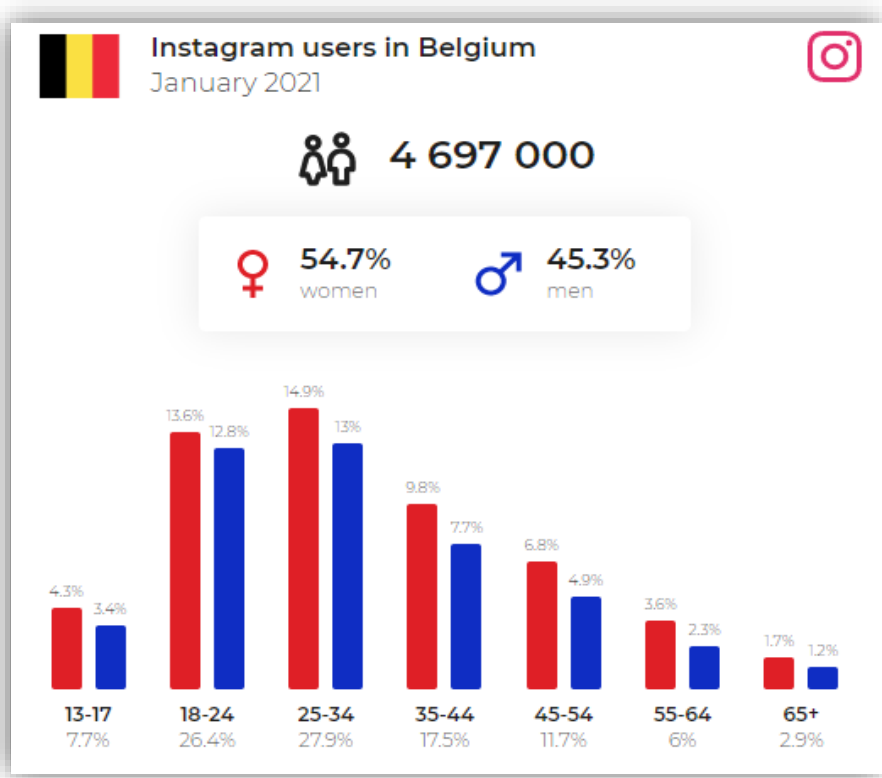 Instagram users in Belgium
January 2021
4 697 000
54.7% 45.3%
women men
14.9%
13.6% 12.8% 13%
9.8%
7.7%
6.8%
4.9%
4.3% 3.4% 3.6% 2.3% 1.7% 1.2%
13-17 18-24 25-34 35-44 45-54 55-64 65+
7.7% 26.4% 27.9% 17.5% 11.7% 6% 2.9%